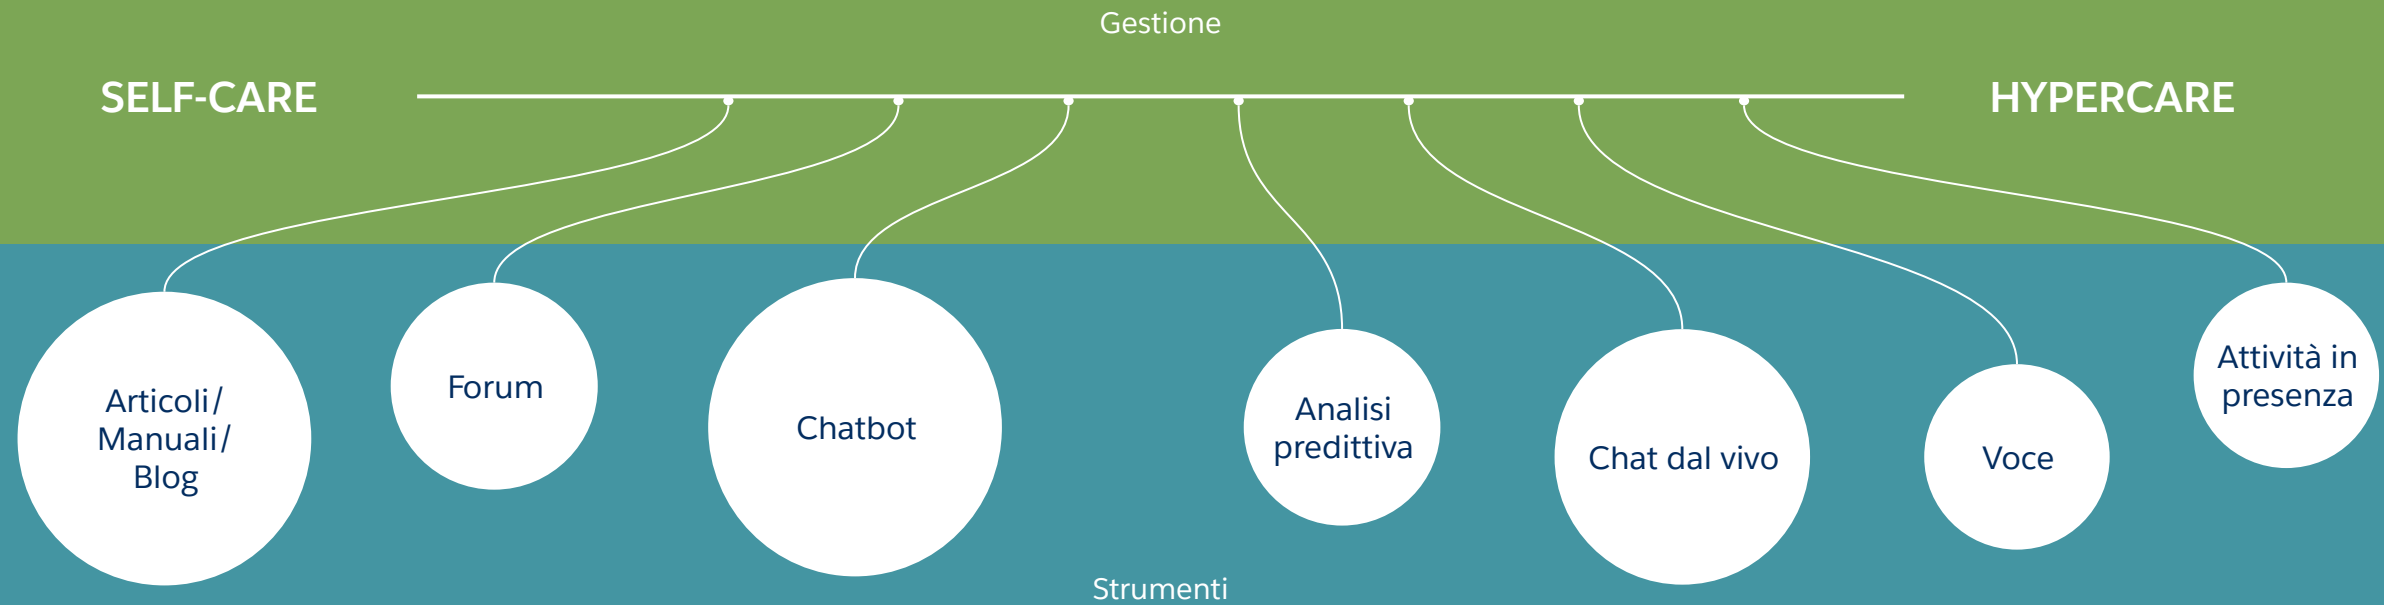 Gestione
SELF-CARE
HYPERCARE
Articoli/
Manuali/
Blog
Forum
Chatbot
Analisi
predittiva
Chat dal vivo
Voce
Attività in
presenza
Strumenti